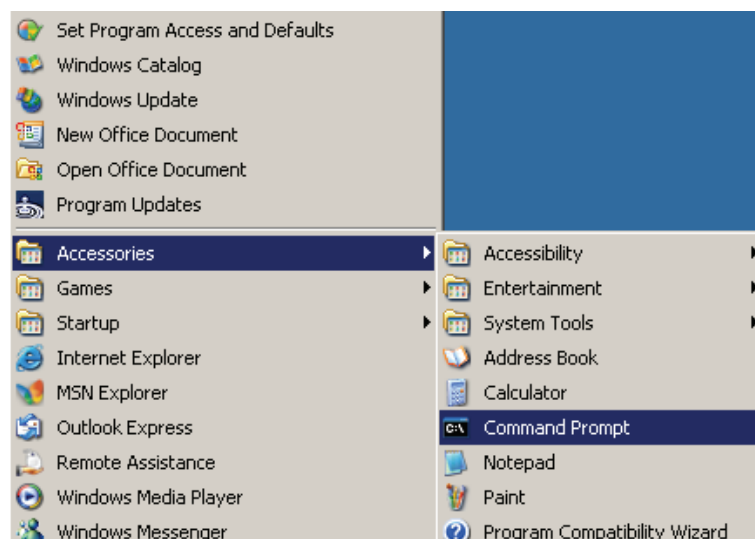 Set Program Access and Defaults
Windows Catalog
Windows Update
New Office Document
Open Office Document
Program Updates
Accessories
Games
Startup
Internet Explorer
MSN Explorer
Outlook Express
Remote Assistance
Windows Media Player
Windows Messenger
Accessibility
Entertainment
System Tools
Address Book
Calculator
C:\
Command Prompt
Notepad
Paint
Program Compatibility Wizard